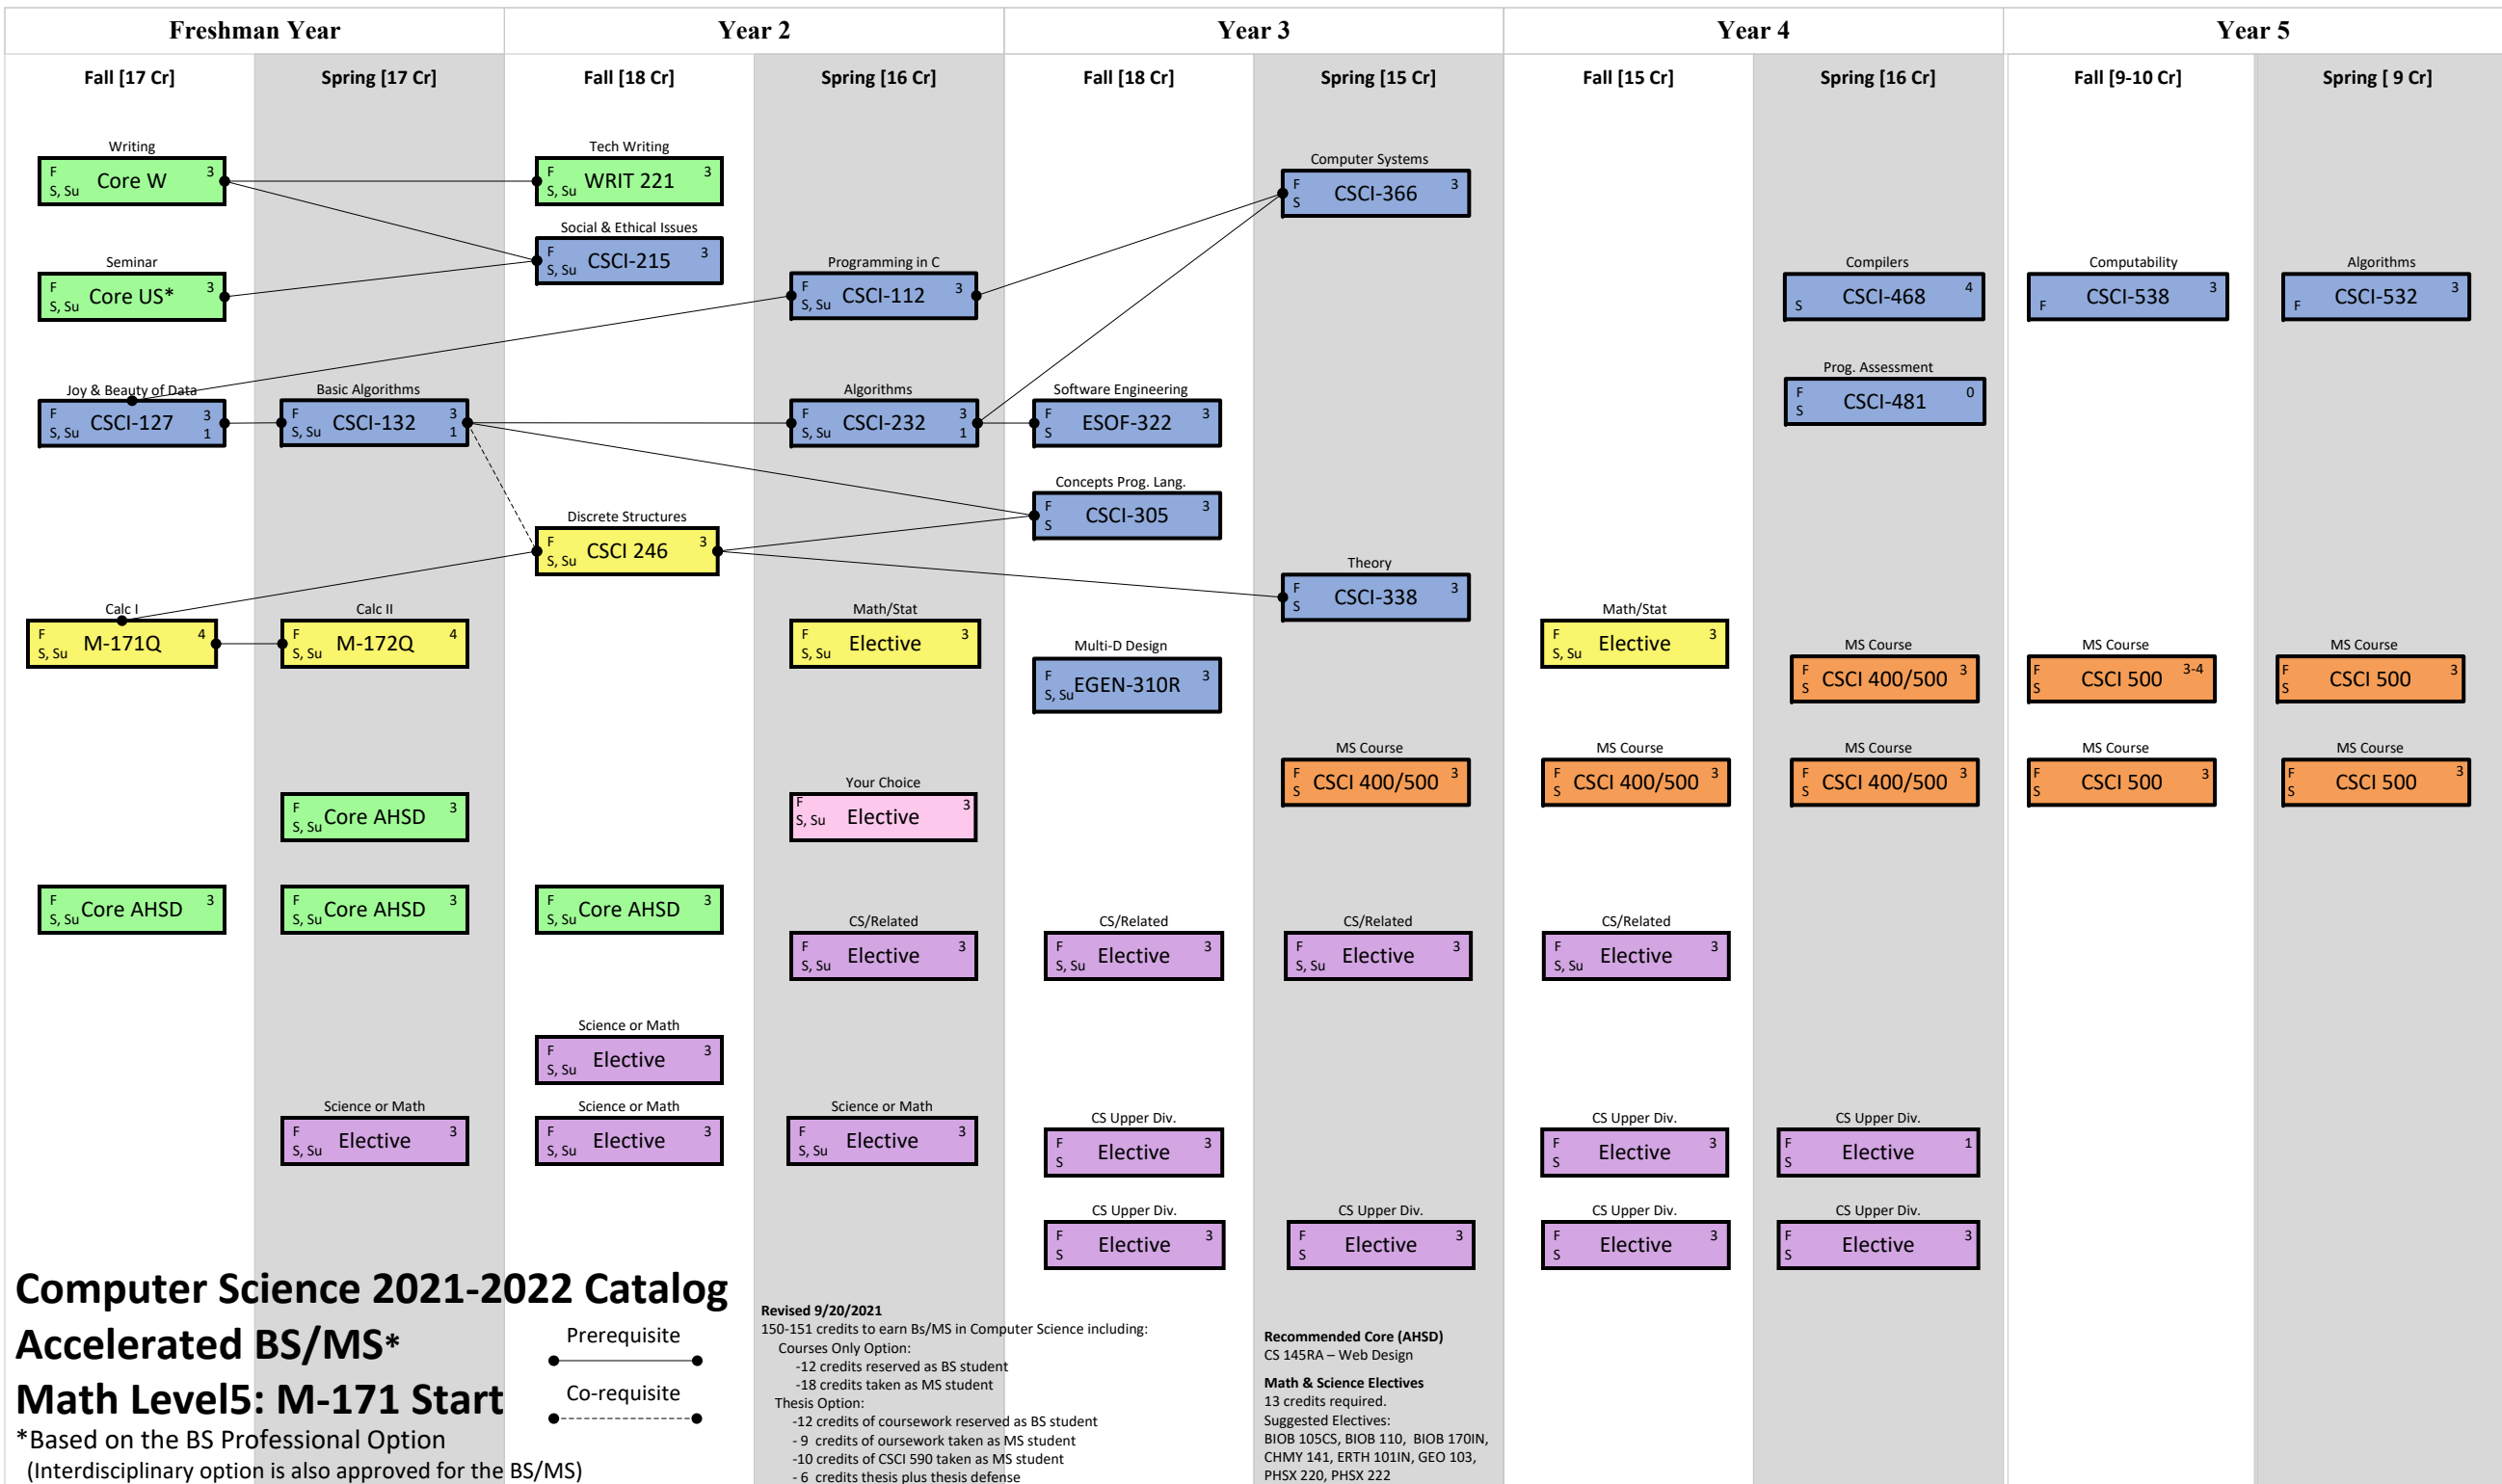 Freshman Year
Year 2
Year 3
Year 4
Year 5
Fall [17 Cr]
Spring [17 Cr]
Fall [18 Cr]
Spring [16 Cr]
Fall [18 Cr]
Spring [15 Cr]
Fall [15 Cr]
Spring [16 Cr]
Fall [9-10 Cr]
Spring [ 9 Cr]
Writing
F
S, Su
Core W
3
Seminar
F
S, Su
Core US*
3
Joy & Beauty of Data
F
S, Su
CSCI-127
3
1
Calc I
F
S, Su
M-171Q
4
F
S, Su
Core AHSD
3
Basic Algorithms
F
S, Su
CSCI-132
3
1
Calc II
F
S, Su
M-172Q
4
F
S, Su
Core AHSD
3
F
S, Su
Core AHSD
3
Science or Math
F
S, Su
Elective
3
Tech Writing
F
S, Su
WRIT 221
3
Social & Ethical Issues
F
S, Su
CSCI-215
3
Discrete Structures
F
S, Su
CSCI 246
3
F
S, Su
Core AHSD
3
Science or Math
F
S, Su
Elective
3
Science or Math
F
S, Su
Elective
3
Programming in C
F
S, Su
CSCI-112
3
Algorithms
F
S, Su
CSCI-232
3
1
Math/Stat
F
S, Su
Elective
3
Your Choice
F
S, Su
Elective
3
CS/Related
F
S, Su
Elective
3
Science or Math
F
S, Su
Elective
3
Software Engineering
F
S
ESOF-322
3
Concepts Prog. Lang.
F
S
CSCI-305
3
Multi-D Design
F
S, Su
EGEN-310R
3
CS/Related
F
S, Su
Elective
3
CS Upper Div.
F
S
Elective
3
CS Upper Div.
F
S
Elective
3
Computer Systems
F
S
CSCI-366
3
Theory
F
S
CSCI-338
3
MS Course
F
S
CSCI 400/500
3
CS/Related
F
S, Su
Elective
3
CS Upper Div.
F
S
Elective
3
Math/Stat
F
S, Su
Elective
3
MS Course
F
S
CSCI 400/500
3
CS/Related
F
S, Su
Elective
3
CS Upper Div.
F
S
Elective
3
CS Upper Div.
F
S
Elective
3
Compilers
S
CSCI-468
4
Prog. Assessment
F
S
CSCI-481
0
MS Course
F
S
CSCI 400/500
3
MS Course
F
S
CSCI 400/500
3
CS Upper Div.
F
S
Elective
1
CS Upper Div.
F
S
Elective
3
Computability
F
CSCI-538
3
MS Course
F
S
CSCI 500
3-4
MS Course
F
S
CSCI 500
3
Algorithms
F
CSCI-532
3
MS Course
F
S
CSCI 500
3
MS Course
F
S
CSCI 500
3
Computer Science 2021-2022 Catalog
Accelerated BS/MS*
Math Level5: M-171 Start
*Based on the BS Professional Option
(Interdisciplinary option is also approved for the BS/MS)
Prerequisite
Co-requisite
Revised 9/20/2021
150-151 credits to earn Bs/MS in Computer Science including:
Courses Only Option:
-12 credits reserved as BS student
-18 credits taken as MS student
Thesis Option:
-12 credits of coursework reserved as BS student
- 9 credits of oursework taken as MS student
-10 credits of CSCI 590 taken as MS student
- 6 credits thesis plus thesis defense
Recommended Core (AHSD)
CS 145RA – Web Design
Math & Science Electives
13 credits required.
Suggested Electives:
BIOB 105CS, BIOB 110, BIOB 170IN,
CHMY 141, ERTH 101IN, GEO 103,
PHSX 220, PHSX 222